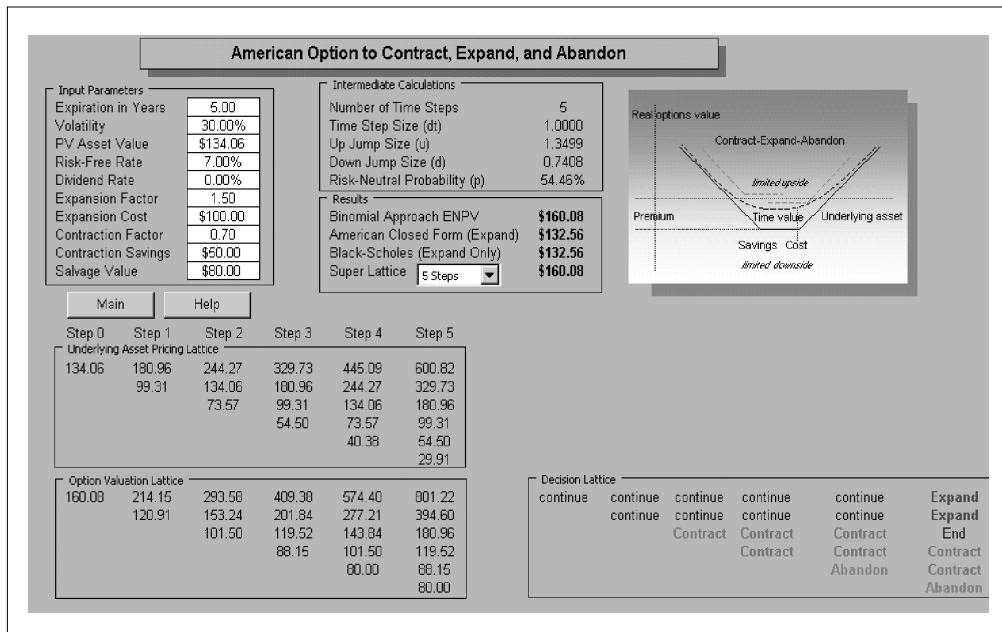 American Option to Contract, Expand, and Abandon
Input Parameters
Expiration in Years 5.00
Volatility 30.00%
PV Asset Value $134.06
Risk-Free Rate 7.00%
Dividend Rate 0.00%
Expansion Factor 1.50
Expansion Cost $100.00
Contraction Factor 0.70
Contraction Savings $50.00
Salvage Value $80.00
Intermediate Calculations
Number of Time Steps 5
Time Step Size (dt) 1.0000
Up Jump Size (u) 1.3499
Down Jump Size (d) 0.7408
Risk-Neutral Probability (p) 54.46%
Results
Binomial Approach ENPV $160.08
American Closed Form (Expand) $132.56
Black-Scholes (Expand Only) $132.56
Super Lattice 5 Steps $160.08
Real options value
Contract-Expand-Abandon
limited upside
Premium Time value Underlying asset
Savings Cost
limited downside
Main Help
Step 0 Step 1 Step 2 Step 3 Step 4 Step 5
Underlying Asset Pricing Lattice
134.06 180.96 244.27 329.73 445.09 600.82
99.31 134.06 180.96 244.27 329.73
73.57 99.31 134.06 180.96
54.50 73.57 99.31
40.38 54.50
29.91
Option Valuation Lattice
160.08 214.15 293.58 409.38 574.40 801.22
120.91 153.24 201.84 277.21 394.60
101.50 119.52 143.84 180.96
88.15 101.50 119.52
80.00 88.15
80.00
Decision Lattice
continue continue continue continue continue Expand
continue continue continue continue Expand
Contract Contract Contract End
Contract Contract Contract
Abandon Contract
Abandon